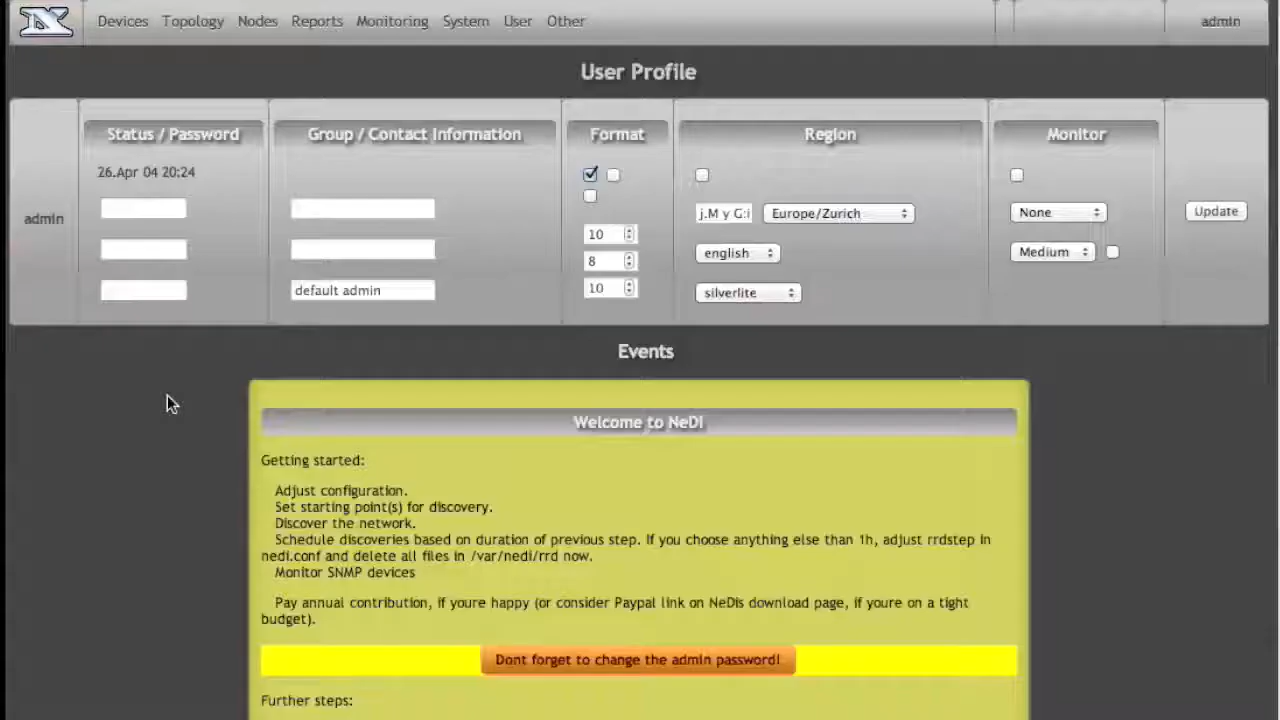 Devices Topology Nodes Reports Monitoring System User Other admin
User Profile
Status / Password Group / Contact Information Format Region Monitor
26.Apr 04 20:24
admin
j.M y G:i Europe/Zurich
None
Update
10
english
Medium
8
default admin
10
silverlite
Events
Welcome to NeDi
Getting started:
Adjust configuration.
Set starting point(s) for discovery.
Discover the network.
Schedule discoveries based on duration of previous step. If you choose anything else than 1h, adjust rrdstep in
nedi.conf and delete all files in /var/nedi/rrd now.
Monitor SNMP devices
Pay annual contribution, if youre happy (or consider Paypal link on NeDis download page, if youre on a tight
budget).
Dont forget to change the admin password!
Further steps: